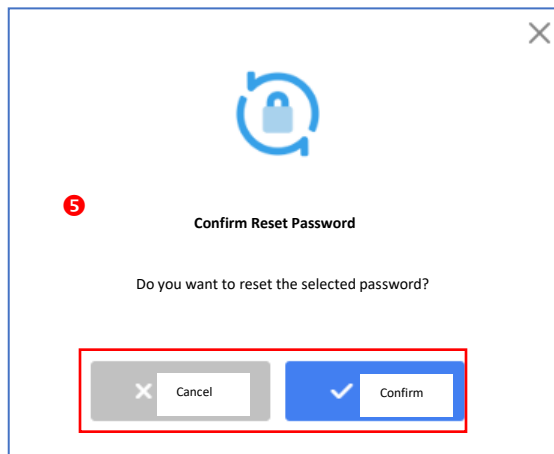 5
Confirm Reset Password
Do you want to reset the selected password?
Cancel
Confirm